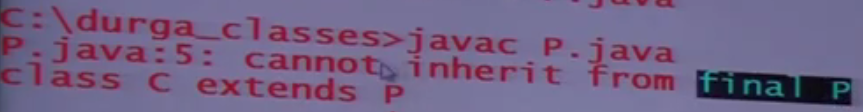 C:\durga_classes>javac P.java
P.java:5: cannot inherit from final P
class C extends P